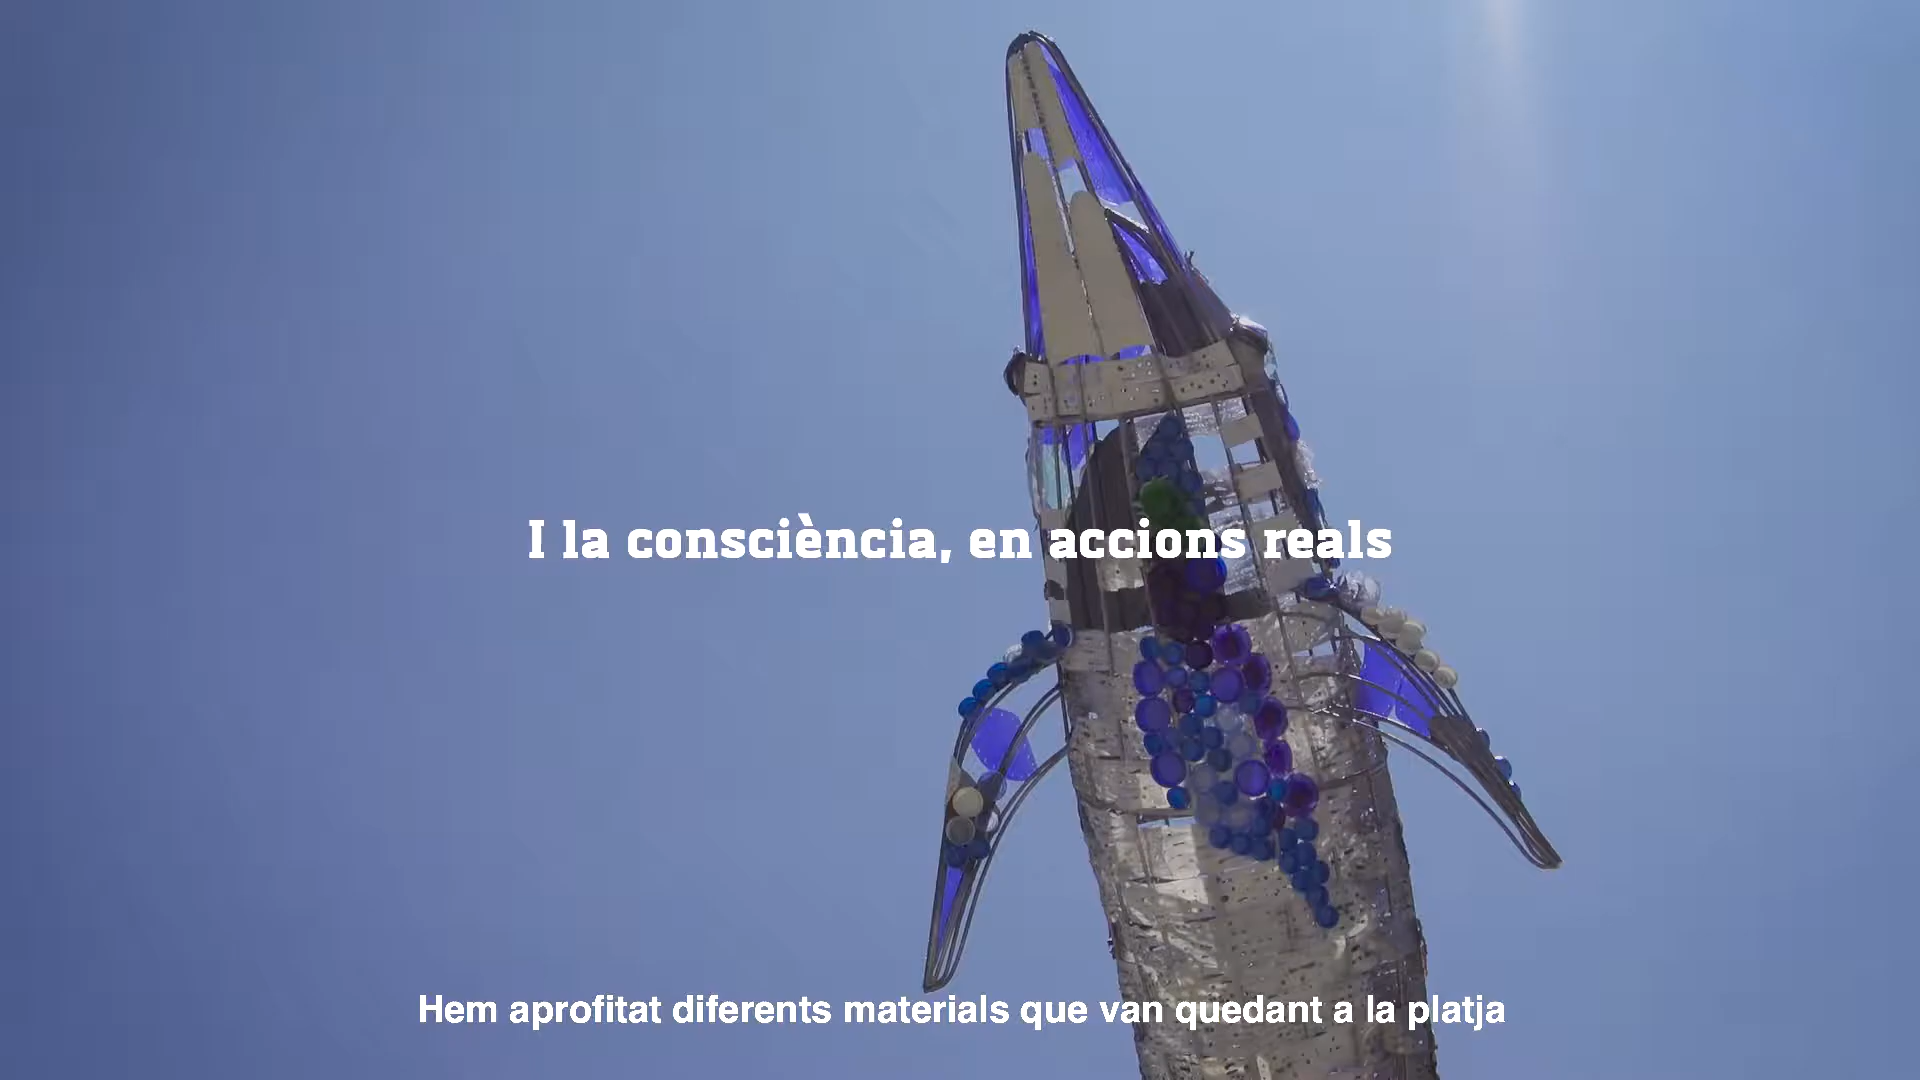 I la consciència, en accions reals
Hem aprofitat diferents materials que van quedant a la platja